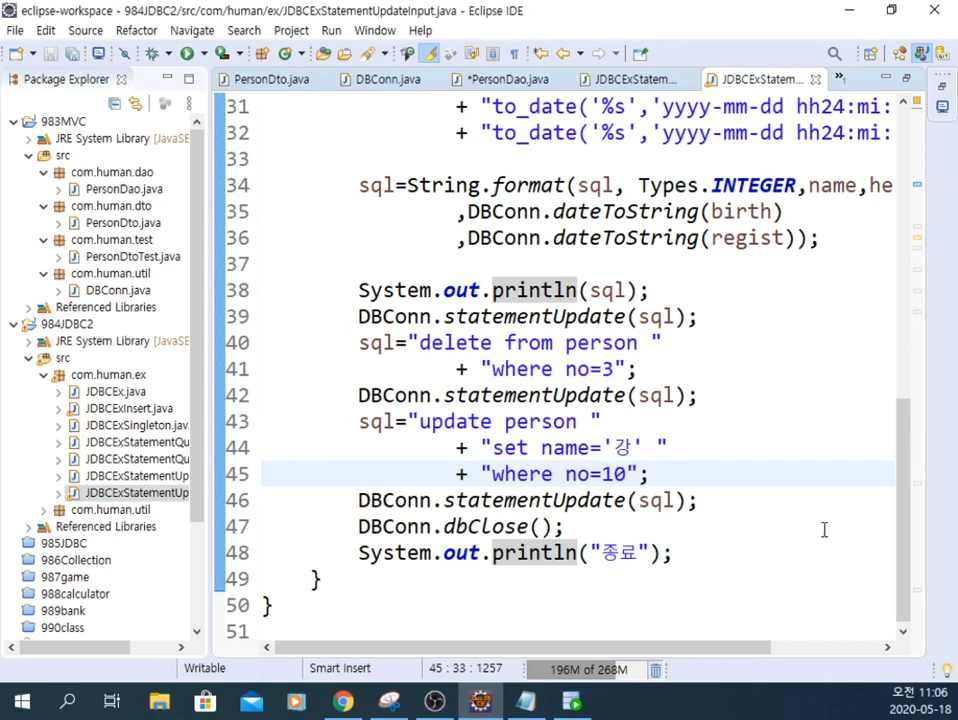 eclipse-workspace - 984JDBC2/src/com/human/ex/JDBCExStatementUpdateInput.java - Eclipse IDE
File Edit Source Refactor Navigate Search Project Run Window Help
Package Explorer
PersonDto.java DBConn.java *PersonDao.java JDBCExStatem... JDBCExStatem...
983MVC
JRE System Library [JavaSE
src
com.human.dao
PersonDao.java
com.human.dto
PersonDto.java
com.human.test
PersonDtoTest.java
com.human.util
DBConn.java
Referenced Libraries
984JDBC2
JRE System Library [JavaSE
src
com.human.ex
JDBCEx.java
JDBCExInsert.java
JDBCExSingleton.java
JDBCExStatementQu
JDBCExStatementQu
JDBCExStatementUp
JDBCExStatementUp
com.human.util
Referenced Libraries
985JDBC
986Collection
987game
988calculator
989bank
990class
31 + "to_date('%s','yyyy-mm-dd hh24:mi:
32 + "to_date('%s','yyyy-mm-dd hh24:mi:
33
34 sql=String.format(sql, Types.INTEGER,name,he
35 ,DBConn.dateToString(birth)
36 ,DBConn.dateToString(regist));
37
38 System.out.println(sql);
39 DBConn.statementUpdate(sql);
40 sql="delete from person "
41 + "where no=3";
42 DBConn.statementUpdate(sql);
43 sql="update person "
44 + "set name='강' "
45 + "where no=10";
46 DBConn.statementUpdate(sql);
47 DBConn.dbClose();
48 System.out.println("종료");
49 }
50 }
51
Writable Smart Insert 45 : 33 : 1257 196M of 268M
오전 11:06
2020-05-18